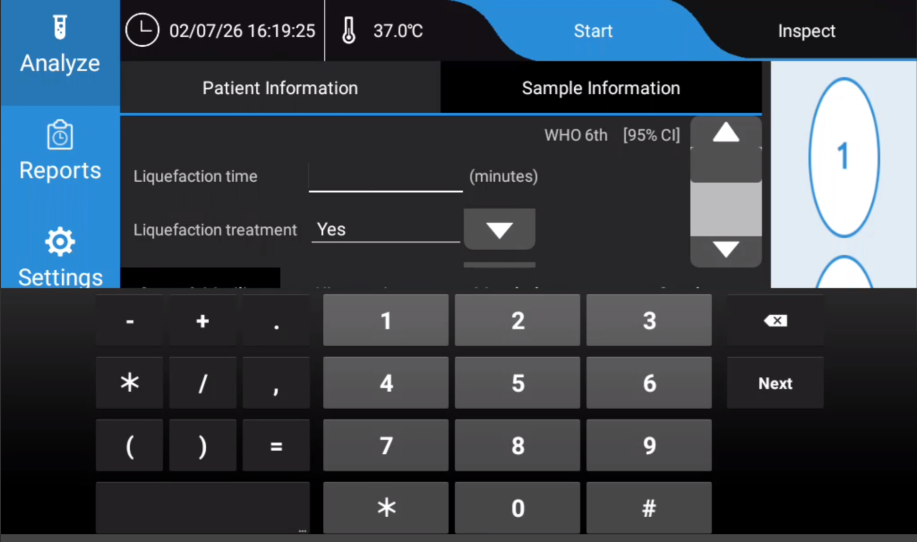 Analyze
02/07/26 16:19:25
37.0℃
Start
Inspect
Patient Information
Sample Information
WHO 6th [95% CI]
Liquefaction time (minutes)
Liquefaction treatment Yes
Reports
Settings
1
- + . 1 2 3
* / , 4 5 6 Next
( ) = 7 8 9
... * 0 #